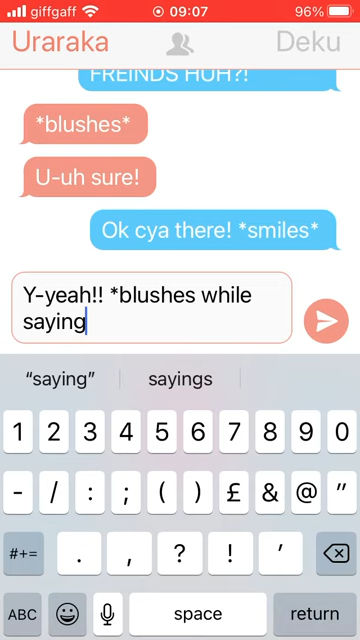 giffgaff 09:07 96%
Uraraka Deku
FREINDS HUH?!
*blushes*
U-uh sure!
Ok cya there! *smiles*
Y-yeah!! *blushes while
saying
“saying” sayings
1 2 3 4 5 6 7 8 9 0
- / : ; ( ) £ & @ "
#+= . , ? ! ’
ABC space return